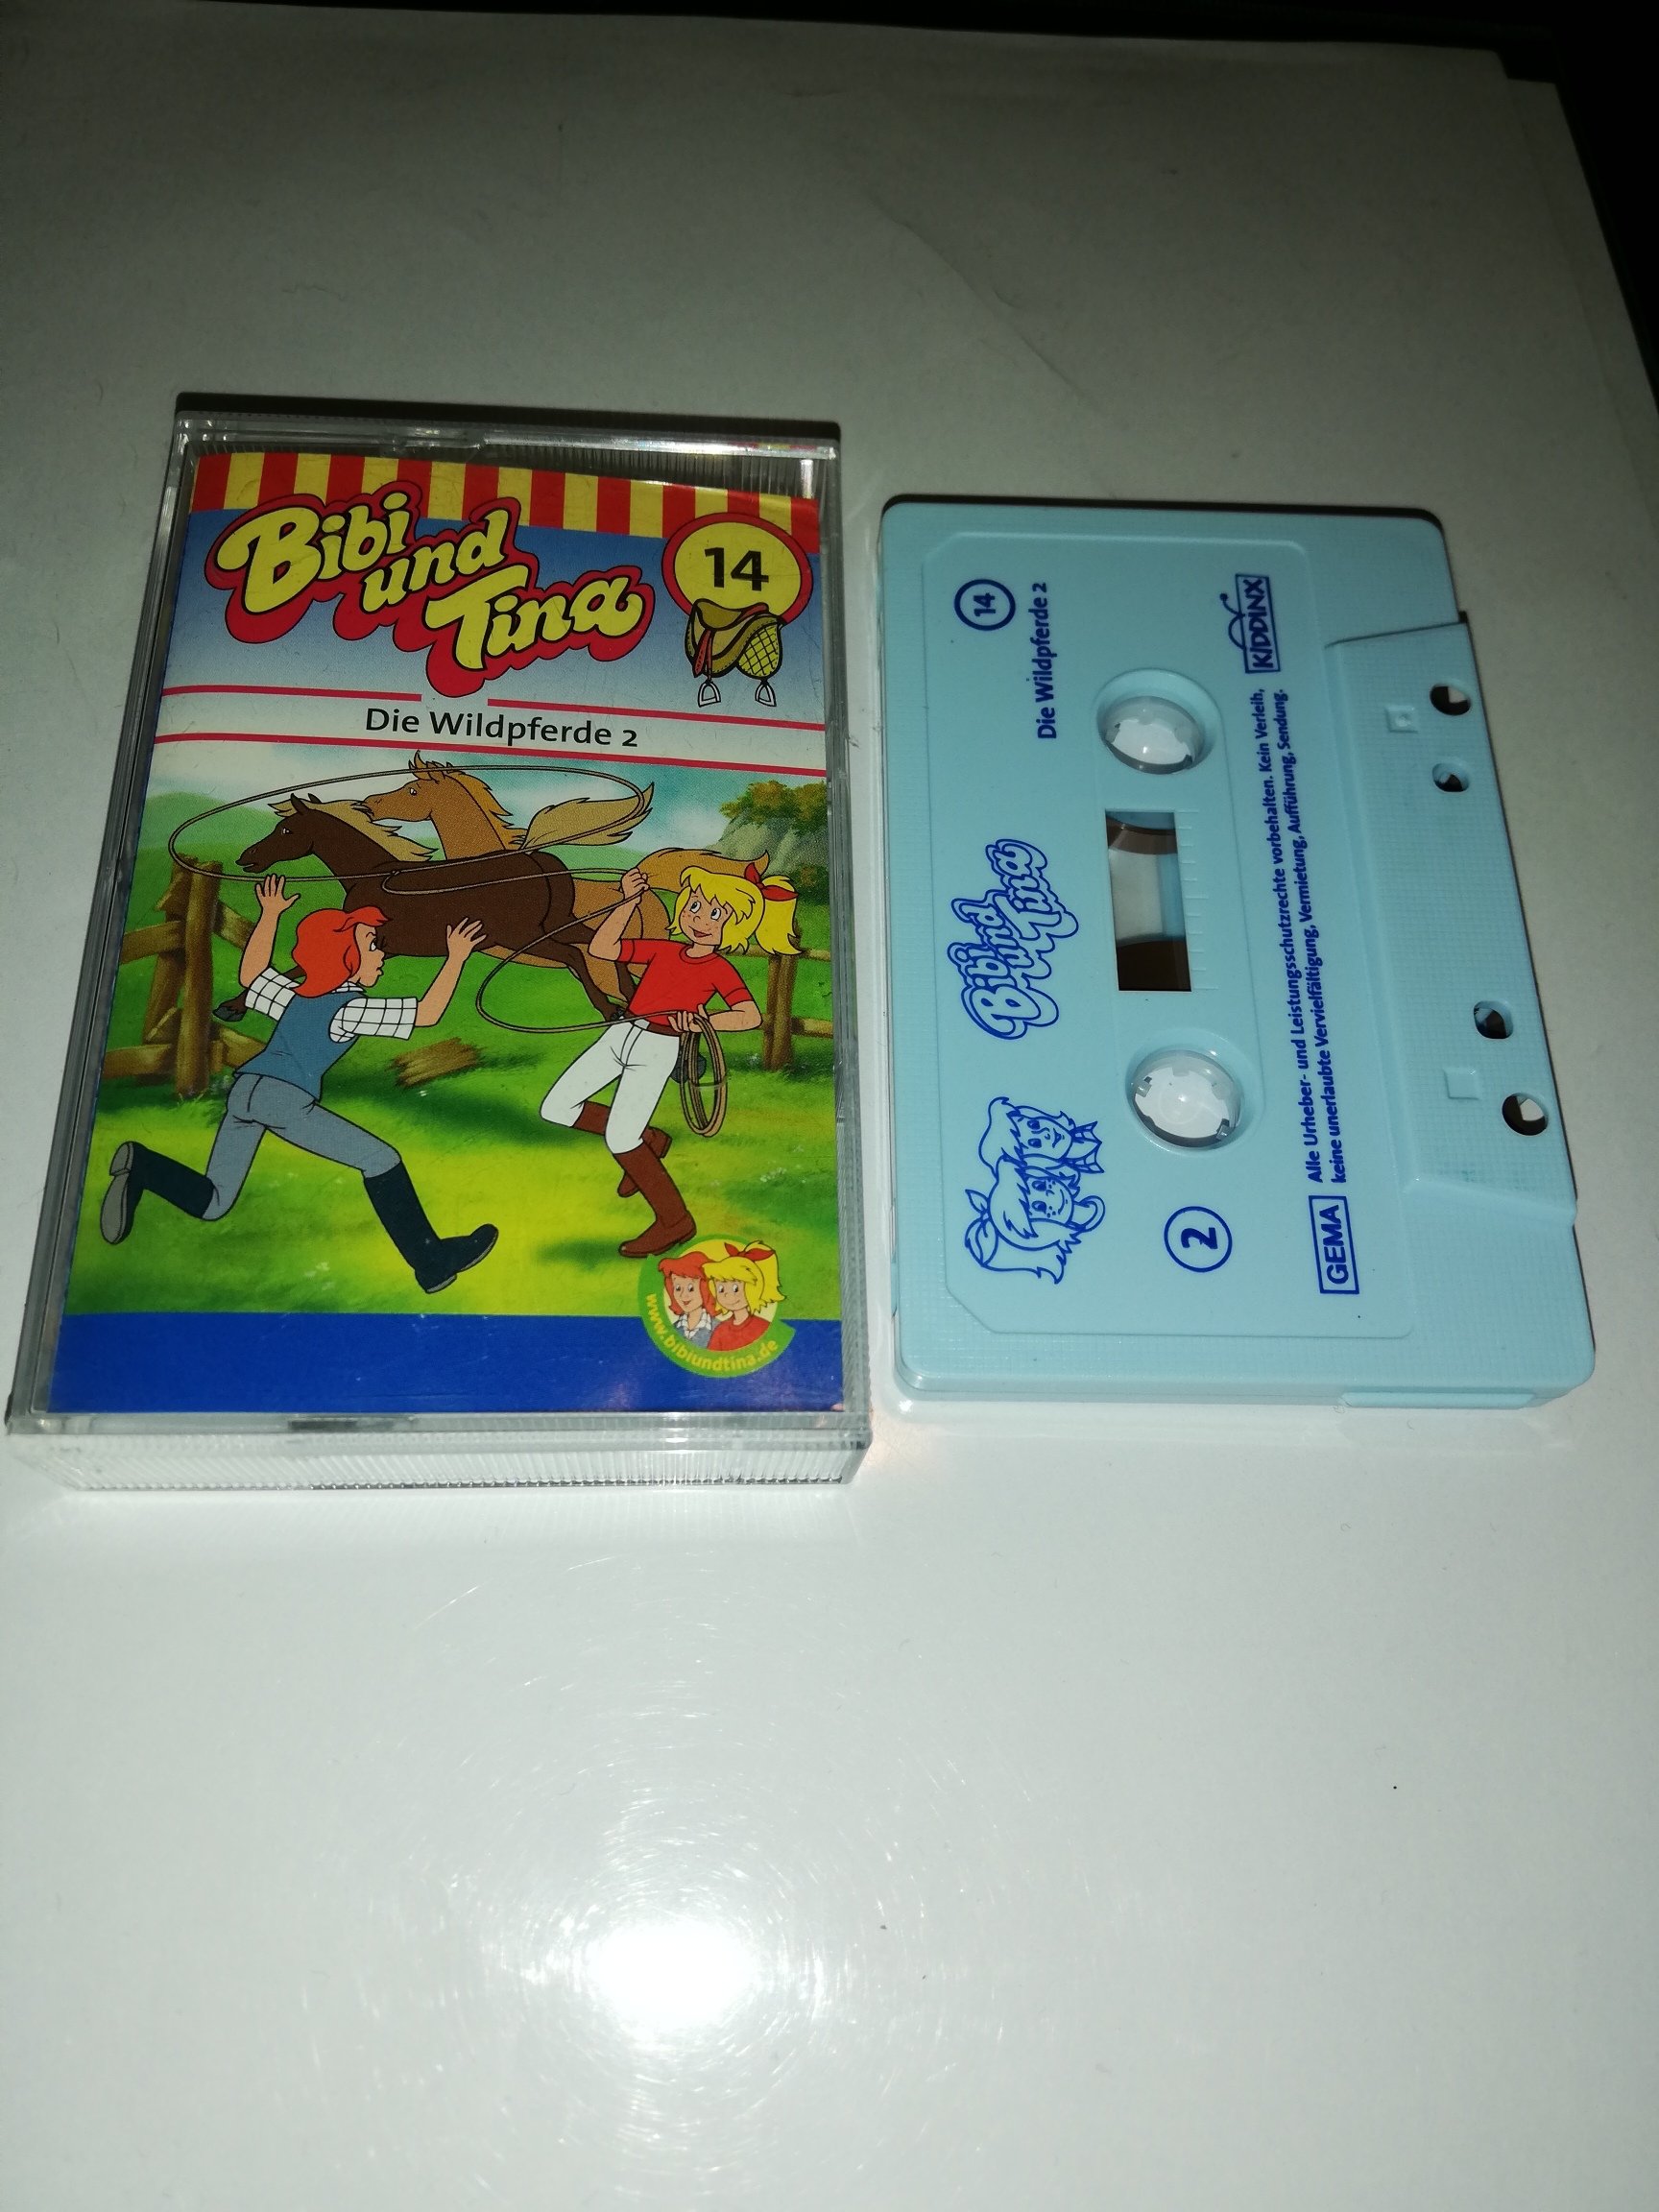 Bibi
und
Tina
14
Die Wildpferde 2
www.bibiundtina.de
14
Die Wildpferde 2
Bibi und Tina
2
GEMA
Alle Urheber- und Leistungsschutzrechte vorbehalten. Kein Verleih,
keine unerlaubte Vervielfältigung, Vermietung, Aufführung, Sendung.
KIDDINX